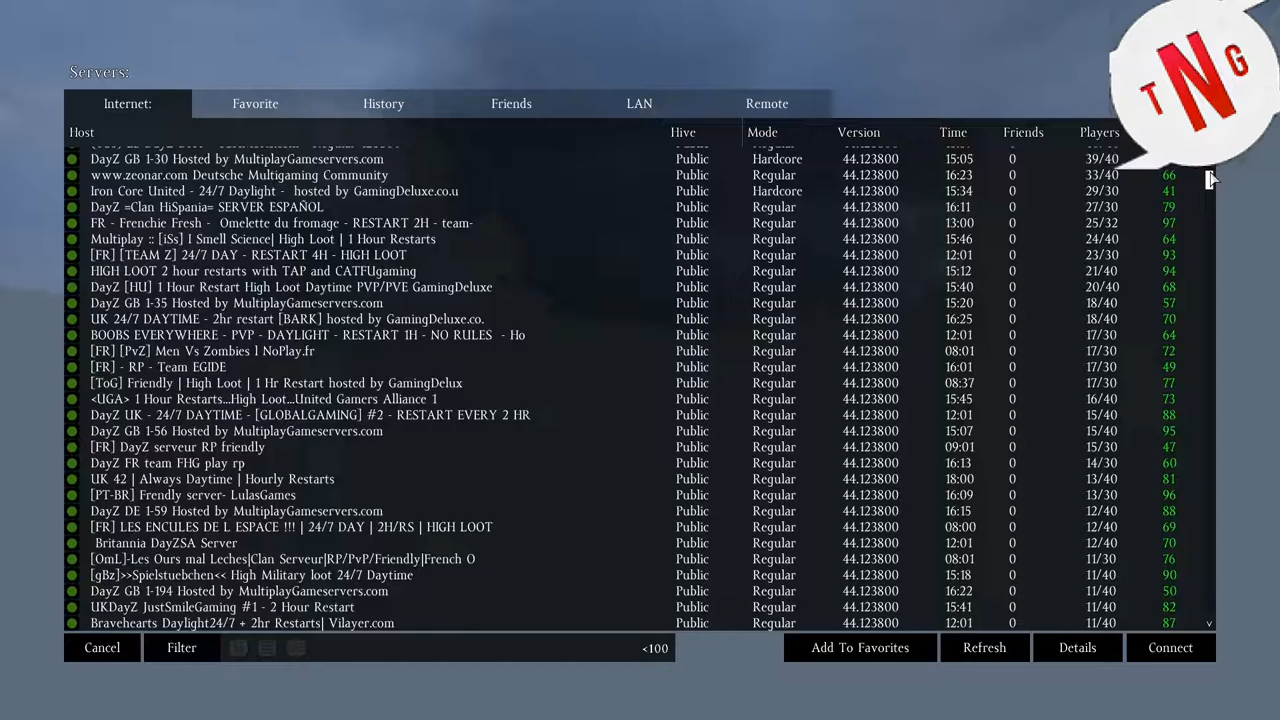 TNG
Servers:
Internet: Favorite History Friends LAN Remote
Host Hive Mode Version Time Friends Players
DayZ GB 1-30 Hosted by MultiplayGameservers.com Public Hardcore 44.123800 15:05 0 39/40
www.zeonar.com Deutsche Multigaming Community Public Regular 44.123800 16:23 0 33/40 66
Iron Core United - 24/7 Daylight - hosted by GamingDeluxe.co.u Public Hardcore 44.123800 15:34 0 29/30 41
DayZ =Clan HiSpania= SERVER ESPAÑOL Public Regular 44.123800 16:11 0 27/30 79
FR - Frenchie Fresh - Omelette du fromage - RESTART 2H - team- Public Regular 44.123800 13:00 0 25/32 97
Multiplay :: [iSs] I Smell Science| High Loot | 1 Hour Restarts Public Regular 44.123800 15:46 0 24/40 64
[FR] [TEAM Z] 24/7 DAY - RESTART 4H - HIGH LOOT Public Regular 44.123800 12:01 0 23/30 93
HIGH LOOT 2 hour restarts with TAP and CATFUgaming Public Regular 44.123800 15:12 0 21/40 94
DayZ [HU] 1 Hour Restart High Loot Daytime PVP/PVE GamingDeluxe Public Regular 44.123800 15:40 0 20/40 68
DayZ GB 1-35 Hosted by MultiplayGameservers.com Public Regular 44.123800 15:20 0 18/40 57
UK 24/7 DAYTIME - 2hr restart [BARK] hosted by GamingDeluxe.co. Public Regular 44.123800 16:25 0 18/40 70
BOOBS EVERYWHERE - PVP - DAYLIGHT - RESTART 1H - NO RULES - Ho Public Regular 44.123800 12:01 0 17/30 64
[FR] [PvZ] Men Vs Zombies l NoPlay.fr Public Regular 44.123800 08:01 0 17/30 72
[FR] - RP - Team EGIDE Public Regular 44.123800 16:01 0 17/30 49
[ToG] Friendly | High Loot | 1 Hr Restart hosted by GamingDelux Public Regular 44.123800 08:37 0 17/30 77
<UGA> 1 Hour Restarts...High Loot...United Gamers Alliance 1 Public Regular 44.123800 15:45 0 16/40 73
DayZ UK - 24/7 DAYTIME - [GLOBALGAMING] #2 - RESTART EVERY 2 HR Public Regular 44.123800 12:01 0 15/40 88
DayZ GB 1-56 Hosted by MultiplayGameservers.com Public Regular 44.123800 15:07 0 15/40 95
[FR] DayZ serveur RP friendly Public Regular 44.123800 09:01 0 15/30 47
DayZ FR team FHG play rp Public Regular 44.123800 16:13 0 14/30 60
UK 42 | Always Daytime | Hourly Restarts Public Regular 44.123800 18:00 0 13/40 81
[PT-BR] Frendly server- LulasGames Public Regular 44.123800 16:09 0 13/30 96
DayZ DE 1-59 Hosted by MultiplayGameservers.com Public Regular 44.123800 16:15 0 12/40 88
[FR] LES ENCULES DE L ESPACE !!! | 24/7 DAY | 2H/RS | HIGH LOOT Public Regular 44.123800 08:00 0 12/40 69
Britannia DayZSA Server Public Regular 44.123800 12:01 0 12/40 70
[OmL]-Les Ours mal Leches|Clan Serveur|RP/PvP/Friendly|French O Public Regular 44.123800 08:01 0 11/30 76
[gBz]>>Spielstuebchen<< High Military loot 24/7 Daytime Public Regular 44.123800 15:18 0 11/40 90
DayZ GB 1-194 Hosted by MultiplayGameservers.com Public Regular 44.123800 16:22 0 11/40 50
UKDayZ JustSmileGaming #1 - 2 Hour Restart Public Regular 44.123800 15:41 0 11/40 82
Bravehearts Daylight24/7 + 2hr Restarts| Vilayer.com Public Regular 44.123800 12:01 0 11/40 87
Cancel Filter <100 Add To Favorites Refresh Details Connect